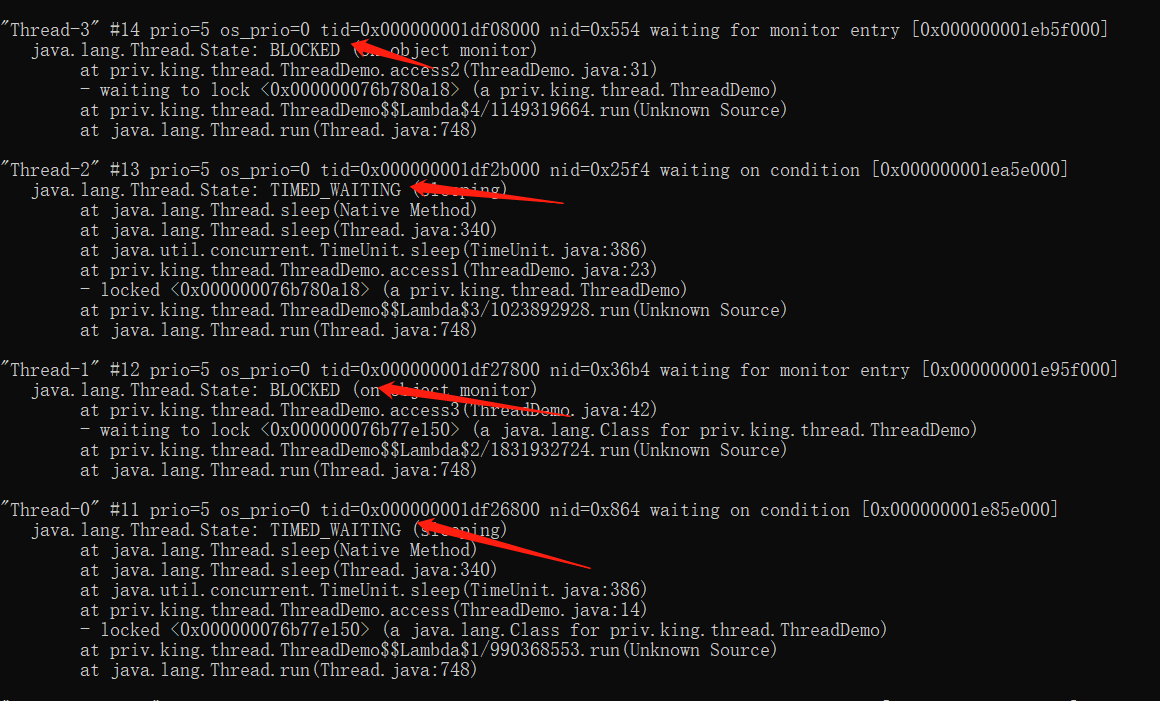 "Thread-3" #14 prio=5 os_prio=0 tid=0x000000001df08000 nid=0x554 waiting for monitor entry [0x000000001eb5f000]
java.lang.Thread.State: BLOCKED (on object monitor)
at priv.king.thread.ThreadDemo.access2(ThreadDemo.java:31)
- waiting to lock <0x000000076b780a18> (a priv.king.thread.ThreadDemo)
at priv.king.thread.ThreadDemo$$Lambda$4/1149319664.run(Unknown Source)
at java.lang.Thread.run(Thread.java:748)
"Thread-2" #13 prio=5 os_prio=0 tid=0x000000001df2b000 nid=0x25f4 waiting on condition [0x000000001ea5e000]
java.lang.Thread.State: TIMED_WAITING (sleeping)
at java.lang.Thread.sleep(Native Method)
at java.lang.Thread.sleep(Thread.java:340)
at java.util.concurrent.TimeUnit.sleep(TimeUnit.java:386)
at priv.king.thread.ThreadDemo.access1(ThreadDemo.java:23)
- locked <0x000000076b780a18> (a priv.king.thread.ThreadDemo)
at priv.king.thread.ThreadDemo$$Lambda$3/1023892928.run(Unknown Source)
at java.lang.Thread.run(Thread.java:748)
"Thread-1" #12 prio=5 os_prio=0 tid=0x000000001df27800 nid=0x36b4 waiting for monitor entry [0x000000001e95f000]
java.lang.Thread.State: BLOCKED (on object monitor)
at priv.king.thread.ThreadDemo.access3(ThreadDemo.java:42)
- waiting to lock <0x000000076b77e150> (a java.lang.Class for priv.king.thread.ThreadDemo)
at priv.king.thread.ThreadDemo$$Lambda$2/1831932724.run(Unknown Source)
at java.lang.Thread.run(Thread.java:748)
"Thread-0" #11 prio=5 os_prio=0 tid=0x000000001df26800 nid=0x864 waiting on condition [0x000000001e85e000]
java.lang.Thread.State: TIMED_WAITING (sleeping)
at java.lang.Thread.sleep(Native Method)
at java.lang.Thread.sleep(Thread.java:340)
at java.util.concurrent.TimeUnit.sleep(TimeUnit.java:386)
at priv.king.thread.ThreadDemo.access(ThreadDemo.java:14)
- locked <0x000000076b77e150> (a java.lang.Class for priv.king.thread.ThreadDemo)
at priv.king.thread.ThreadDemo$$Lambda$1/990368553.run(Unknown Source)
at java.lang.Thread.run(Thread.java:748)